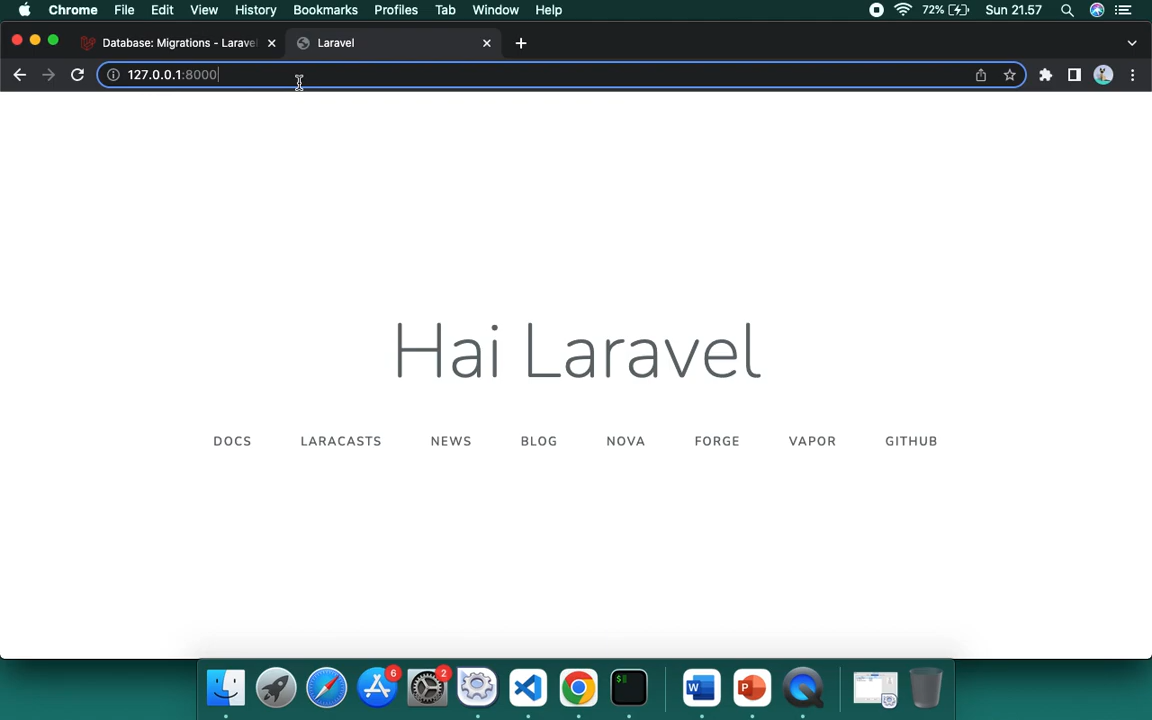 Chrome File Edit View History Bookmarks Profiles Tab Window Help 72% Sun 21.57
Database: Migrations - Laravel Laravel
127.0.0.1:8000
Hai Laravel
DOCS LARACASTS NEWS BLOG NOVA FORGE VAPOR GITHUB
6 2 $ W P